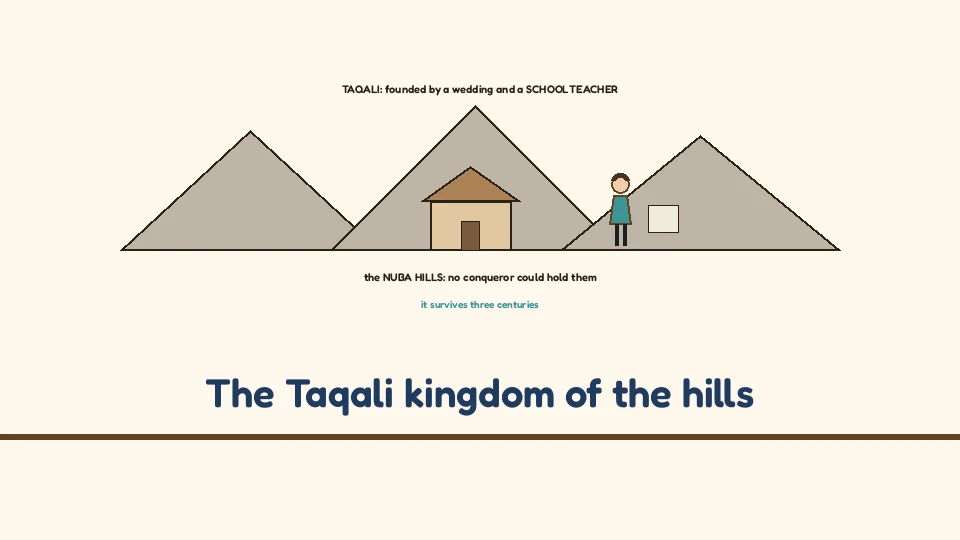 TAQALI: founded by a wedding and a SCHOOLTEACHER
the NUBA HILLS: no conqueror could hold them
it survives three centuries
The Taqali kingdom of the hills